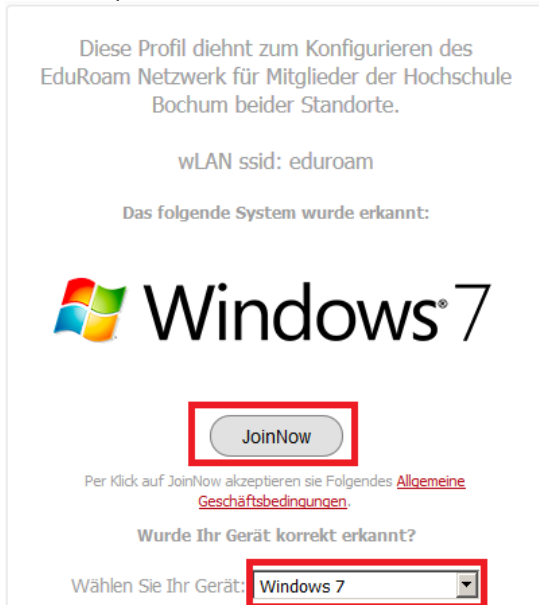 Diese Profil diehnt zum Konfigurieren des
EduRoam Netzwerk für Mitglieder der Hochschule
Bochum beider Standorte.
wLAN ssid: eduroam
Das folgende System wurde erkannt:
Windows® 7
JoinNow
Per Klick auf JoinNow akzeptieren sie Folgendes Allgemeine
Geschäftsbedingungen.
Wurde Ihr Gerät korrekt erkannt?
Wählen Sie Ihr Gerät: Windows 7